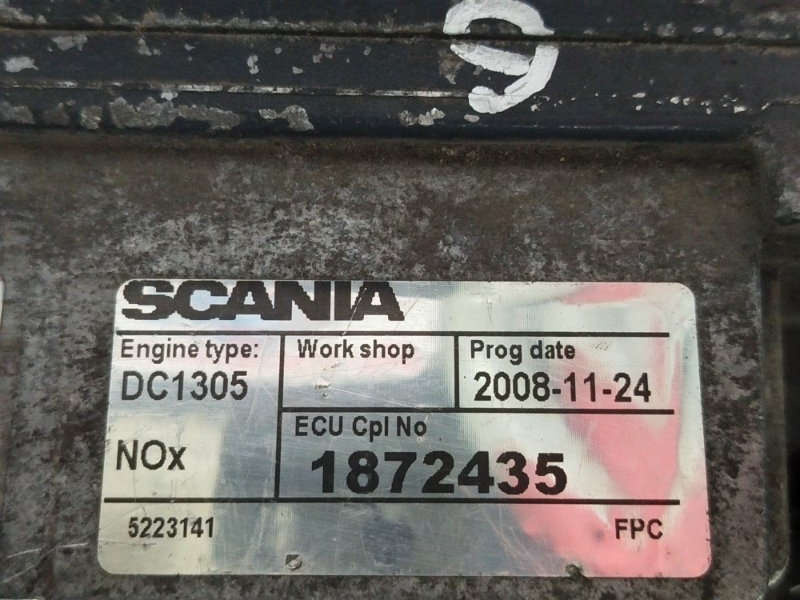 9
SCANIA
Engine type: Work shop Prog date
DC1305 2008-11-24
ECU Cpl No
NOx 1872435
5223141 FPC